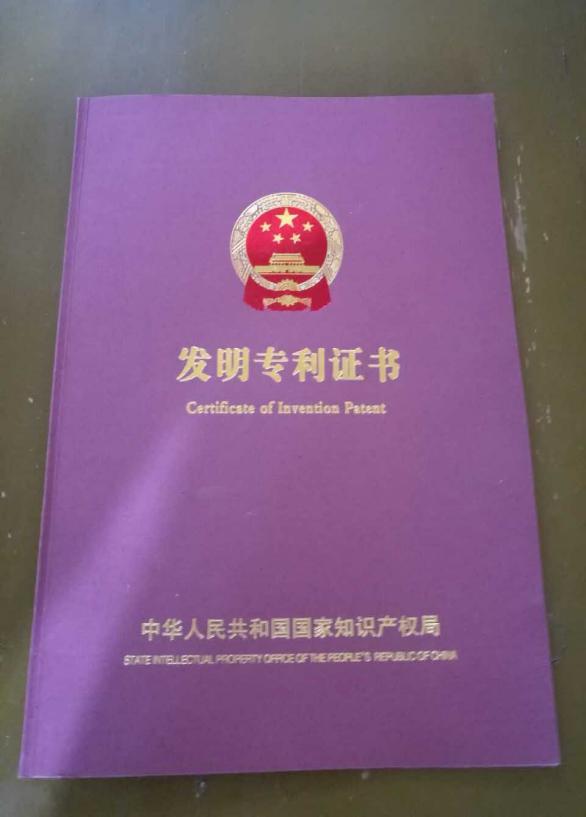 发明专利证书
Certificate of Invention Patent
中华人民共和国国家知识产权局
STATE INTELLECTUAL PROPERTY OFFICE OF THE PEOPLE'S REPUBLIC OF CHINA